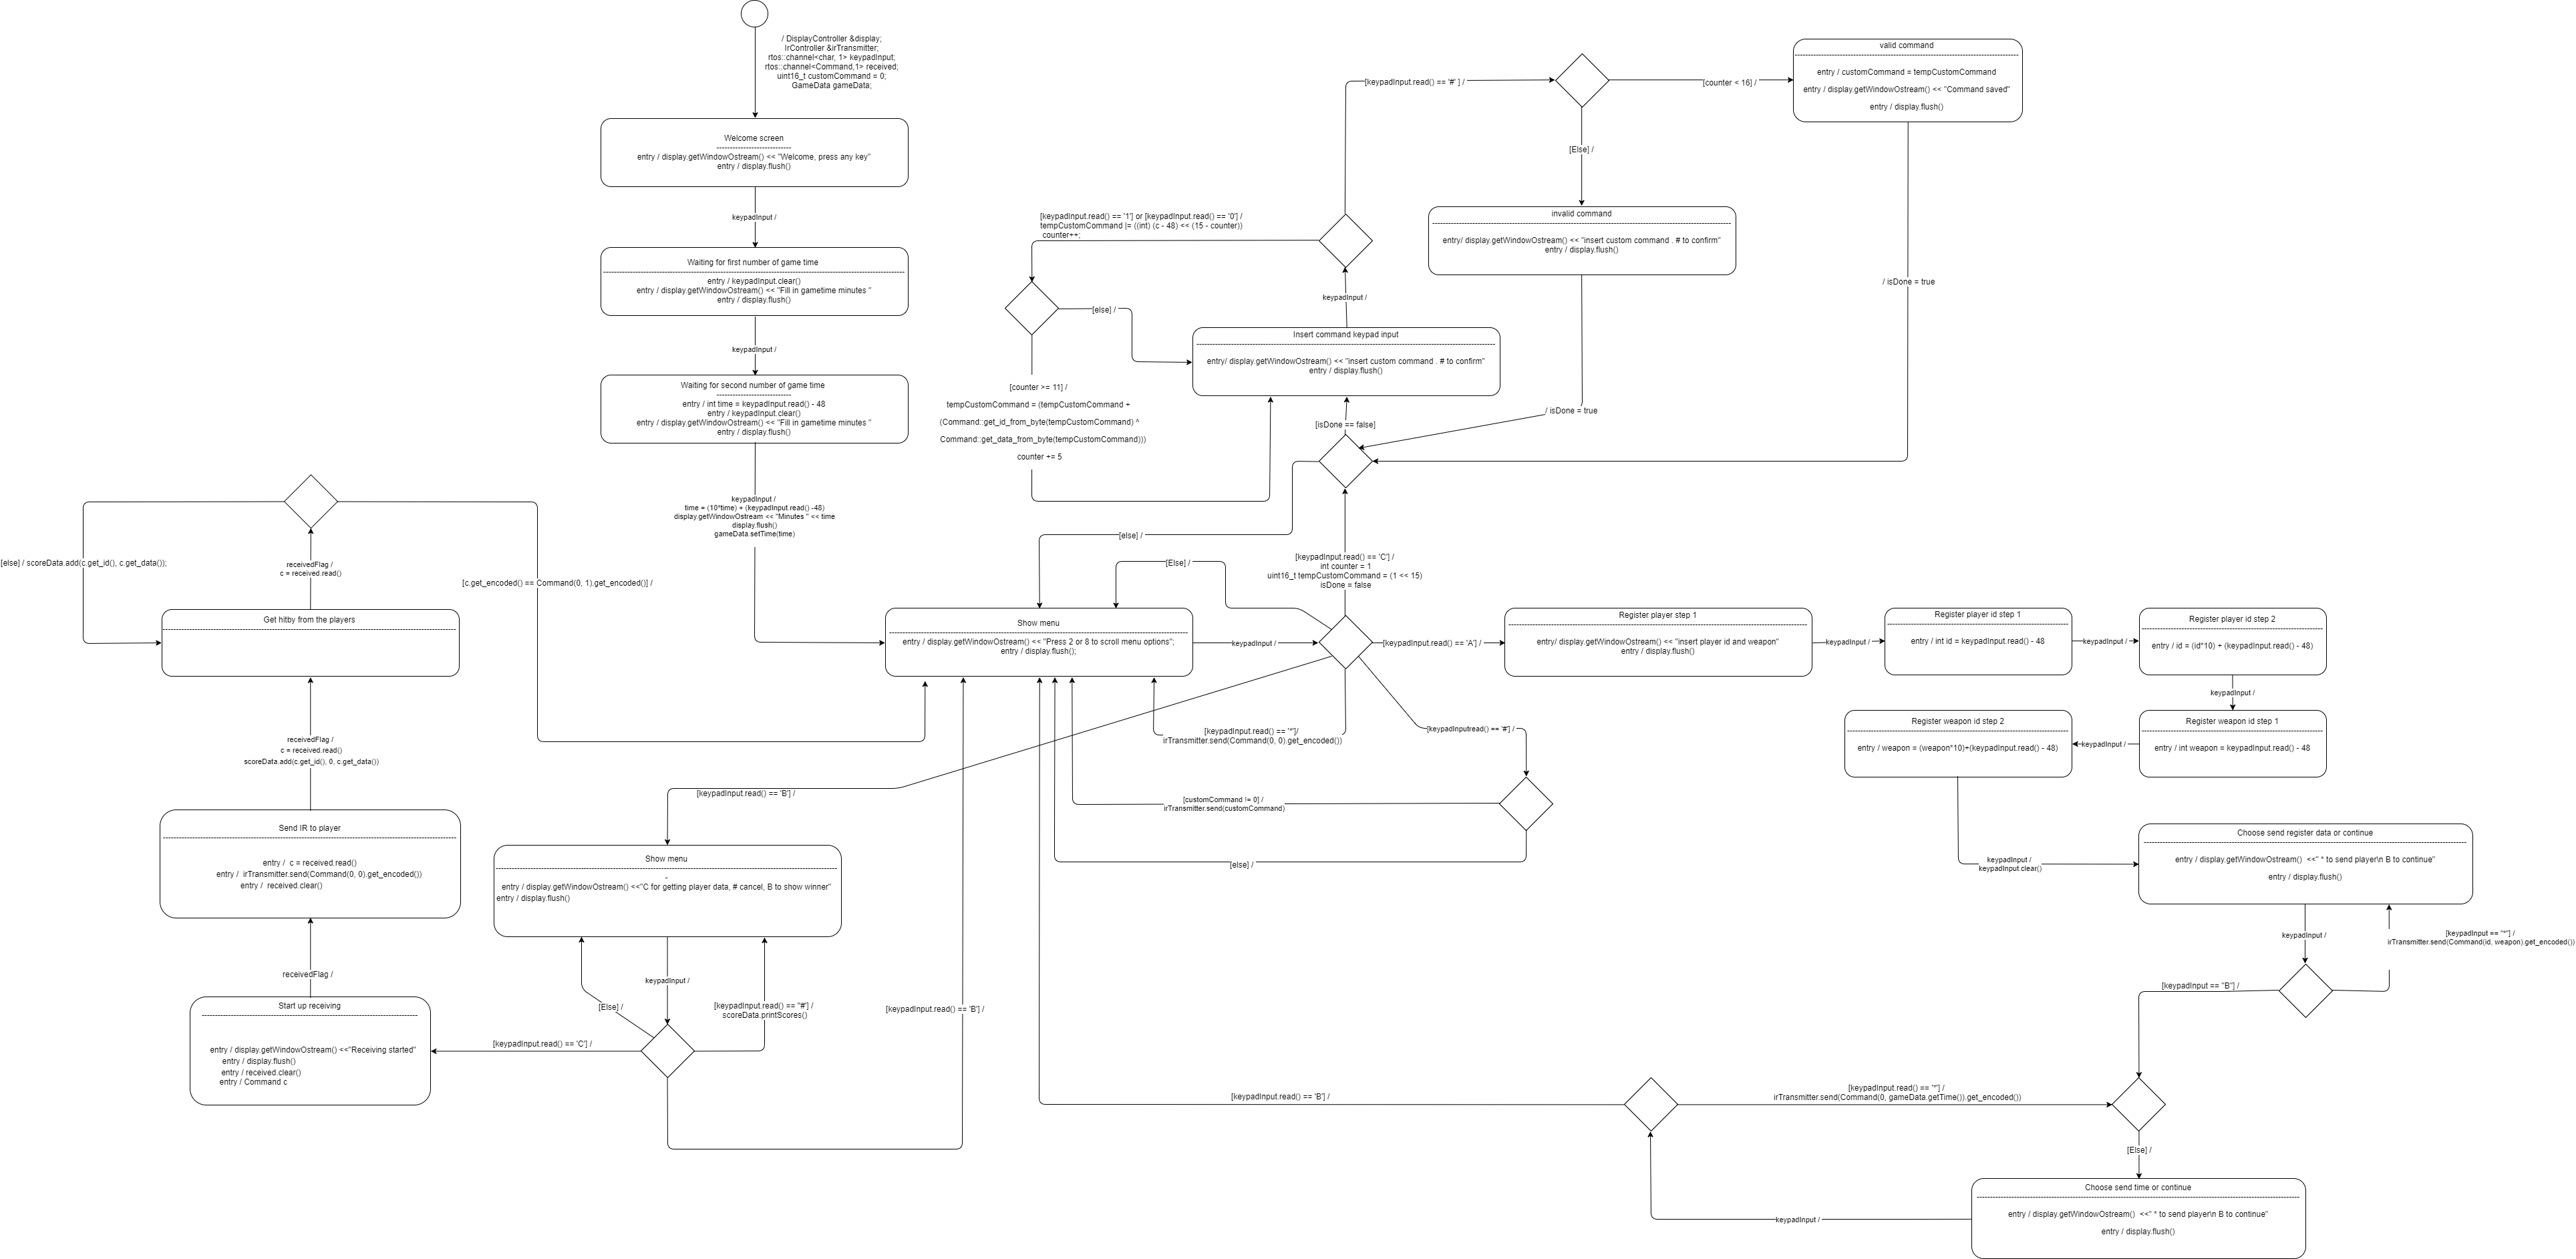 / DisplayController &display;
IrController &irTransmitter;
rtos::channel<char, 1> keypadInput;
rtos::channel<Command,1> received;
uint16_t customCommand = 0;
GameData gameData;
Welcome screen
----------------------------
entry / display.getWindowOstream() << "Welcome, press any key"
entry / display.flush()
keypadInput /
Waiting for first number of game time
entry / keypadInput.clear()
entry / display.getWindowOstream() << "Fill in gametime minutes "
entry / display.flush()
keypadInput /
Waiting for second number of game time
----------------------------
entry / int time = keypadInput.read() - 48
entry / keypadInput.clear()
entry / display.getWindowOstream() << "Fill in gametime minutes "
entry / display.flush()
keypadInput /
time = (10*time) + (keypadInput.read() -48)
display.getWindowOstream << "Minutes " << time
display.flush()
gameData.setTime(time)
Show menu
entry / display.getWindowOstream() << "Press 2 or 8 to scroll menu options";
entry / display.flush();
keypadInput /
[Else] /
[else] /
[keypadInput.read() == 'C'] /
int counter = 1
uint16_t tempCustomCommand = (1 << 15)
isDone = false
[isDone == false]
Insert command keypad input
entry/ display.getWindowOstream() << "insert custom command . # to confirm"
entry / display.flush()
keypadInput /
[keypadInput.read() == '1'] or [keypadInput.read() == '0'] /
tempCustomCommand |= ((int) (c - 48) << (15 - counter))
counter++;
[else] /
[counter >= 11] /
tempCustomCommand = (tempCustomCommand +
(Command::get_id_from_byte(tempCustomCommand) ^
Command::get_data_from_byte(tempCustomCommand)))
counter += 5
[keypadInput.read() == '#' ] /
[counter < 16] /
valid command
entry / customCommand = tempCustomCommand
entry / display.getWindowOstream() << "Command saved"
entry / display.flush()
[Else] /
invalid command
entry/ display.getWindowOstream() << "insert custom command . # to confirm"
entry / display.flush()
/ isDone = true
/ isDone = true
[keypadInput.read() == 'A'] /
Register player step 1
entry/ display.getWindowOstream() << "insert player id and weapon"
entry / display.flush()
keypadInput /
Register player id step 1
entry / int id = keypadInput.read() - 48
keypadInput /
Register player id step 2
entry / id = (id*10) + (keypadInput.read() - 48)
keypadInput /
Register weapon id step 1
entry / int weapon = keypadInput.read() - 48
keypadInput /
Register weapon id step 2
entry / weapon = (weapon*10)+(keypadInput.read() - 48)
keypadInput /
keypadInput.clear()
Choose send register data or continue
entry / display.getWindowOstream()  <<" * to send player\n B to continue"
entry / display.flush()
keypadInput /
[keypadInput == "*"] /
irTransmitter.send(Command(id, weapon).get_encoded())
[keypadInput == "B"] /
[Else] /
Choose send time or continue
entry / display.getWindowOstream()  <<" * to send player\n B to continue"
entry / display.flush()
keypadInput /
[keypadInput.read() == '*'] /
irTransmitter.send(Command(0, gameData.getTime()).get_encoded())
[keypadInput.read() == 'B'] /
[keypadInput.read() == '*']/
irTransmitter.send(Command(0, 0).get_encoded())
[keypadInputread() == '#'] /
[customCommand != 0] /
irTransmitter.send(customCommand)
[else] /
[keypadInput.read() == 'B'] /
Show menu
-
entry / display.getWindowOstream() <<"C for getting player data, # cancel, B to show winner"
entry / display.flush()
keypadInput /
[Else] /
[keypadInput.read() == "#"] /
scoreData.printScores()
[keypadInput.read() == 'B'] /
[keypadInput.read() == 'C'] /
Start up receiving
entry / display.getWindowOstream() <<"Receiving started"
entry / display.flush()
entry / received.clear()
entry / Command c
receivedFlag /
Send IR to player
entry /  c = received.read()
entry /  irTransmitter.send(Command(0, 0).get_encoded())
entry /  received.clear()
receivedFlag /
c = received.read()
scoreData.add(c.get_id(), 0, c.get_data())
Get hitby from the players
receivedFlag /
c = received.read()
[else] / scoreData.add(c.get_id(), c.get_data());
[c.get_encoded() == Command(0, 1).get_encoded()] /